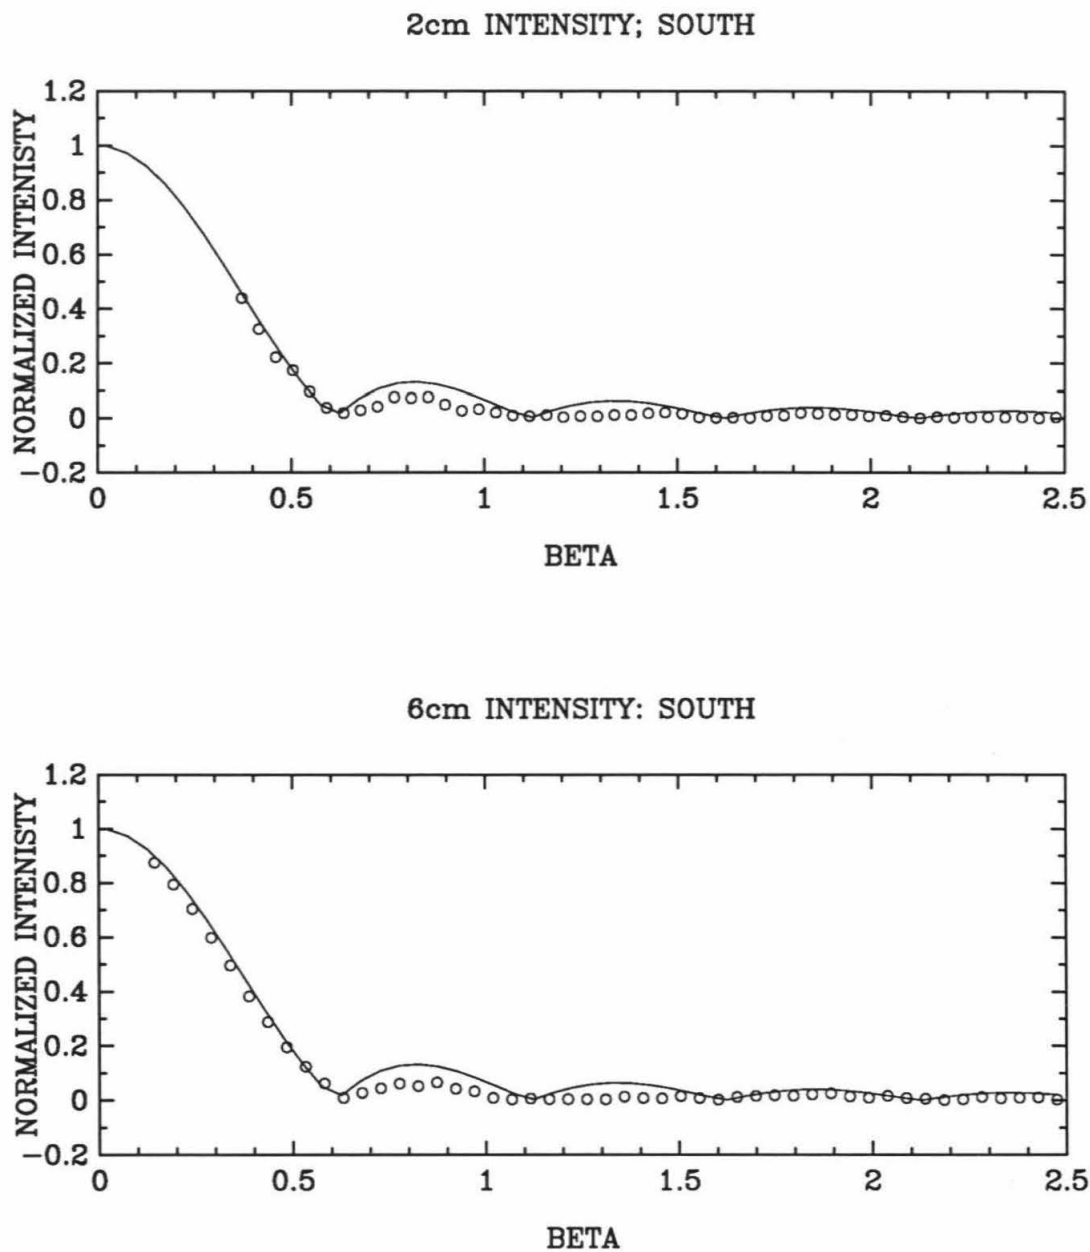 2cm INTENSITY; SOUTH
1.2
1
0.8
0.6
0.4
0.2
0
−0.2
NORMALIZED INTENISTY
0 0.5 1 1.5 2 2.5
BETA
6cm INTENSITY: SOUTH
1.2
1
0.8
0.6
0.4
0.2
0
−0.2
NORMALIZED INTENISTY
0 0.5 1 1.5 2 2.5
BETA